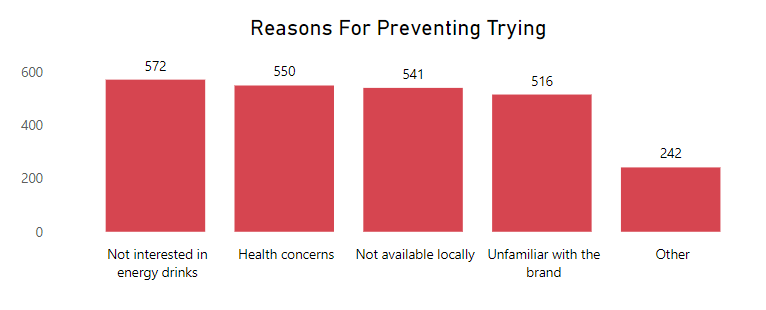 Reasons For Preventing Trying
600
400
200
0
572
550
541
516
242
Not interested in
energy drinks
Health concerns
Not available locally
Unfamiliar with the
brand
Other